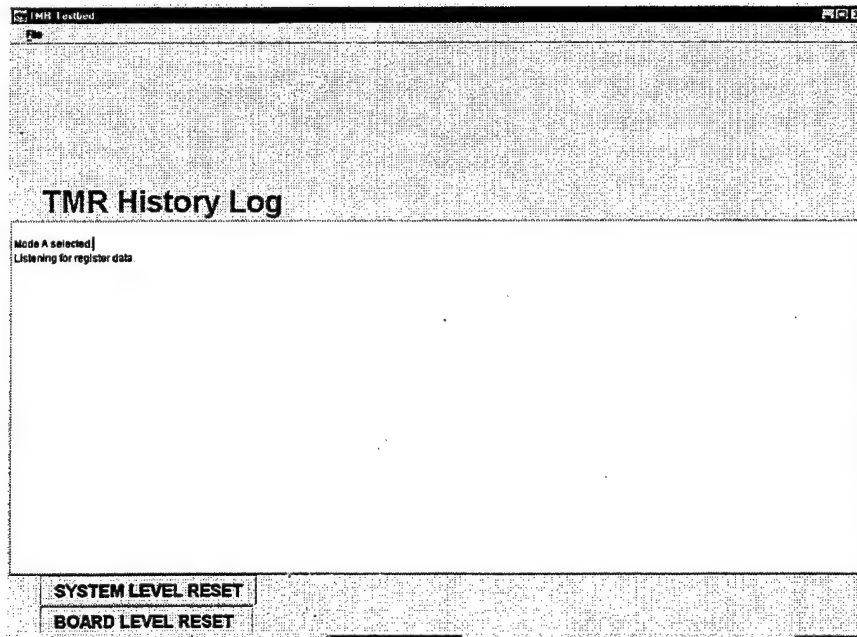 TMR Testbed
File
TMR History Log
Mode A selected
Listening for register data.
SYSTEM LEVEL RESET
BOARD LEVEL RESET